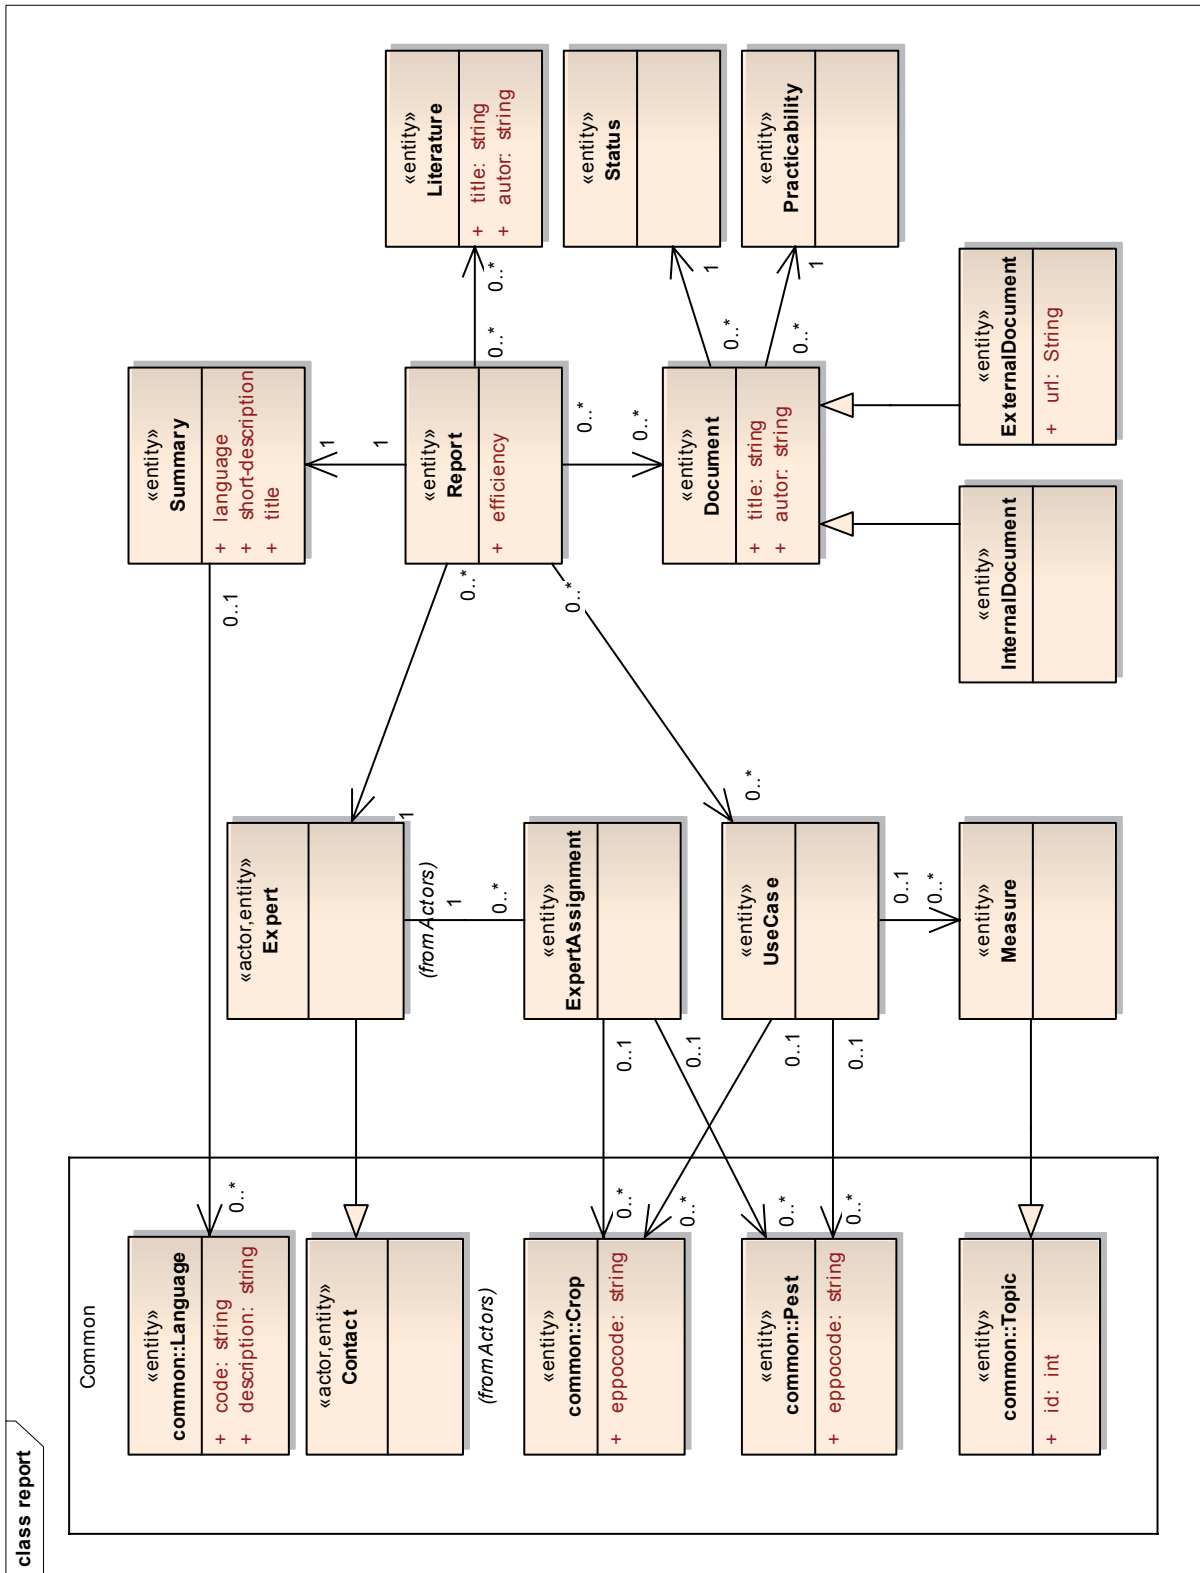 class report
Common
«entity»
common::Language
+ code: string
+ description: string
0..*
0..1
«entity»
Summary
+ language
+ short-description
+ title
1
1
«actor,entity»
Contact
(from Actors)
«actor,entity»
Expert
(from Actors)
1
0..*
1
0..*
«entity»
Report
+ efficiency
0..*
0..*
«entity»
Literature
+ title: string
+ autor: string
«entity»
common::Crop
+ eppocode: string
0..*
0..*
0..1
0..1
«entity»
ExpertAssignment
0..*
0..*
0..*
«entity»
Status
1
0..*
«entity»
common::Pest
+ eppocode: string
0..*
0..*
0..1
0..1
«entity»
UseCase
0..*
0..1
0..*
«entity»
Document
+ title: string
+ autor: string
0..*
1
«entity»
Practicability
«entity»
common::Topic
+ id: int
«entity»
Measure
«entity»
InternalDocument
«entity»
ExternalDocument
+ url: String